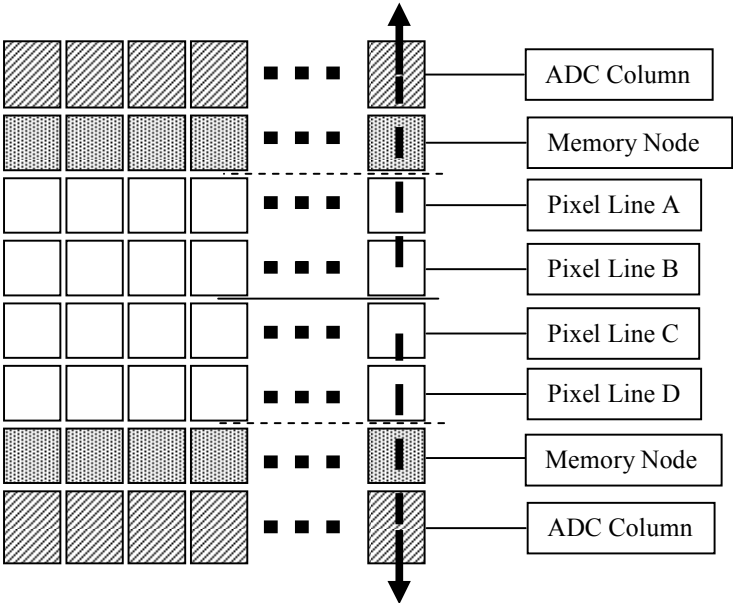 ADC Column
Memory Node
Pixel Line A
Pixel Line B
Pixel Line C
Pixel Line D
Memory Node
ADC Column